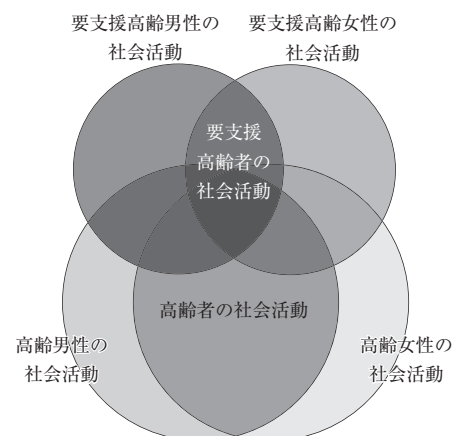 要支援高齢男性の
社会活動
要支援高齢女性の
社会活動
要支援
高齢者の
社会活動
高齢者の社会活動
高齢男性の
社会活動
高齢女性の
社会活動